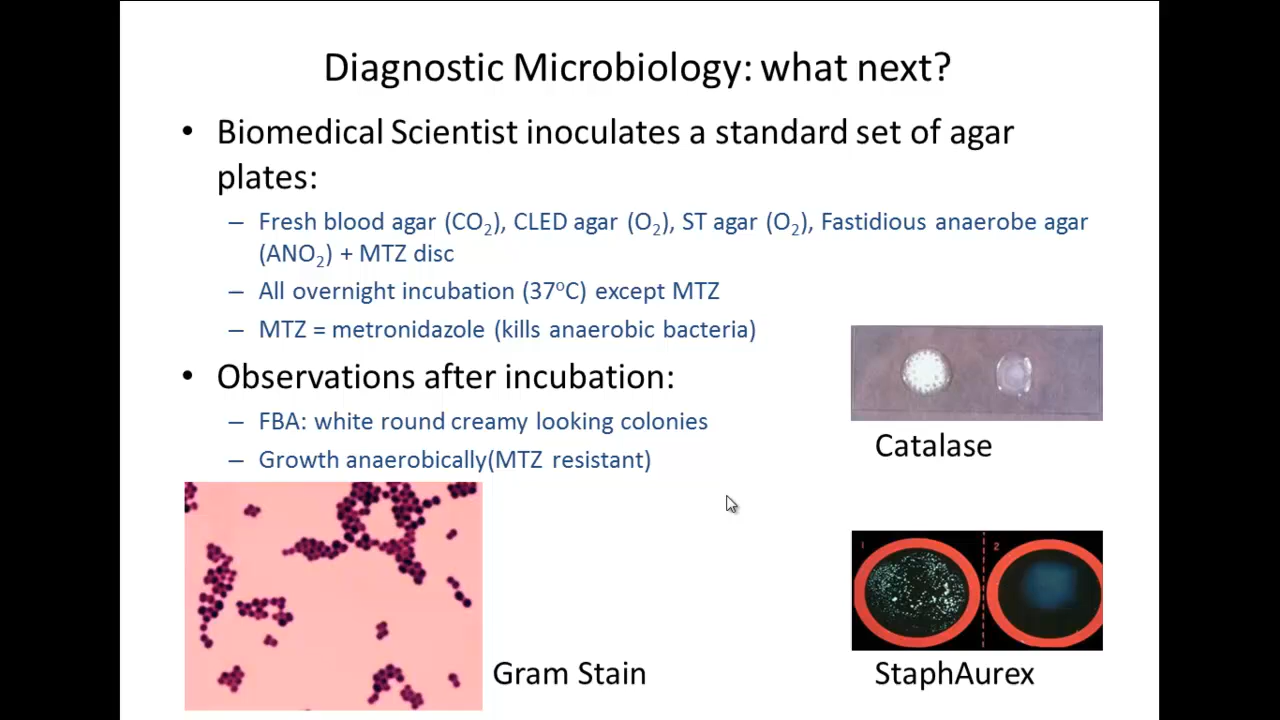 Diagnostic Microbiology: what next?
• Biomedical Scientist inoculates a standard set of agar
plates:
– Fresh blood agar (CO₂), CLED agar (O₂), ST agar (O₂), Fastidious anaerobe agar
(ANO₂) + MTZ disc
– All overnight incubation (37ºC) except MTZ
– MTZ = metronidazole (kills anaerobic bacteria)
• Observations after incubation:
– FBA: white round creamy looking colonies
– Growth anaerobically(MTZ resistant)
Catalase
1 2
Gram Stain
StaphAurex